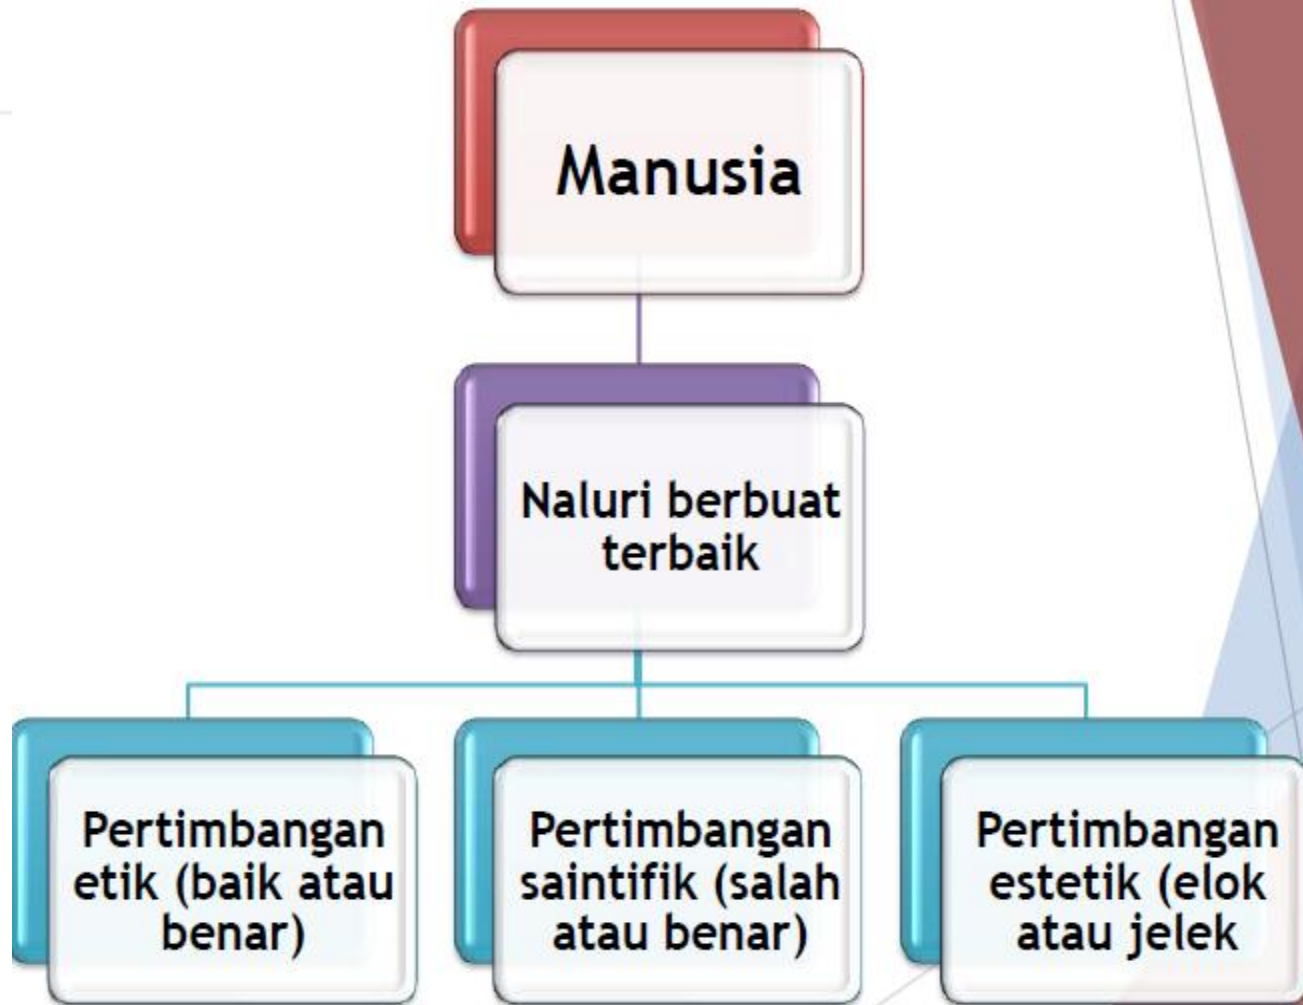 Manusia
Naluri berbuat
terbaik
Pertimbangan
etik (baik atau
benar)
Pertimbangan
saintifik (salah
atau benar)
Pertimbangan
estetik (elok
atau jelek